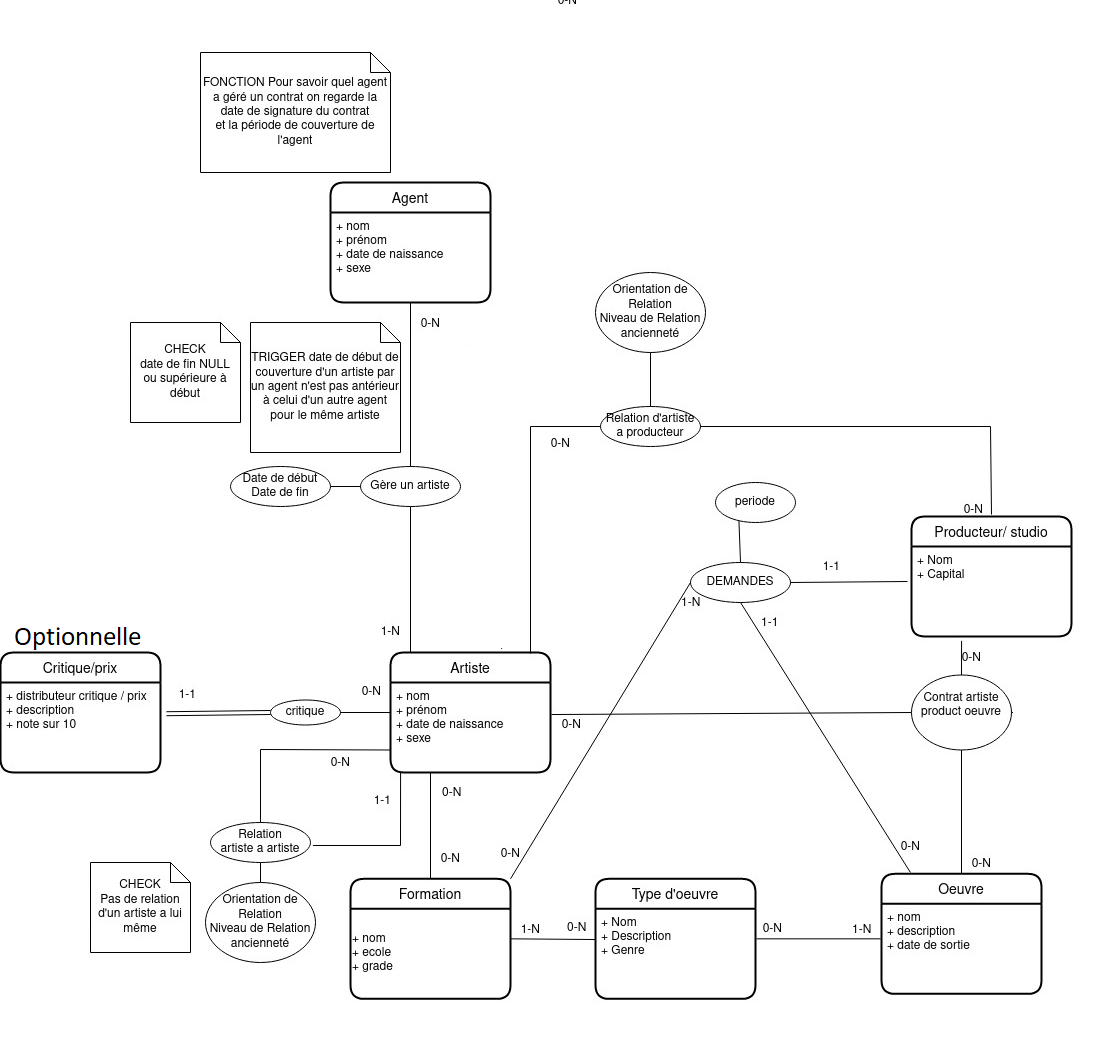 0-N
FONCTION Pour savoir quel agent
a géré un contrat on regarde la
date de signature du contrat
et la période de couverture de
l'agent
Agent
+ nom
+ prénom
+ date de naissance
+ sexe
0-N
CHECK
date de fin NULL
ou supérieure à
début
TRIGGER date de début de
couverture d'un artiste par
un agent n'est pas antérieur
à celui d'un autre agent
pour le même artiste
Date de début
Date de fin
Gère un artiste
1-N
Orientation de
Relation
Niveau de Relation
ancienneté
Relation d'artiste
a producteur
0-N
0-N
periode
DEMANDES
1-1
1-N
1-1
Producteur/ studio
+ Nom
+ Capital
0-N
Optionnelle
Critique/prix
+ distributeur critique / prix
+ description
+ note sur 10
1-1
critique
0-N
Artiste
+ nom
+ prénom
+ date de naissance
+ sexe
0-N
Contrat artiste
product oeuvre
0-N
1-1
0-N
Relation
artiste a artiste
CHECK
Pas de relation
d'un artiste a lui
même
Orientation de
Relation
Niveau de Relation
ancienneté
0-N
0-N
0-N
0-N
Formation
+ nom
+ ecole
+ grade
1-N
0-N
Type d'oeuvre
+ Nom
+ Description
+ Genre
0-N
1-N
Oeuvre
+ nom
+ description
+ date de sortie